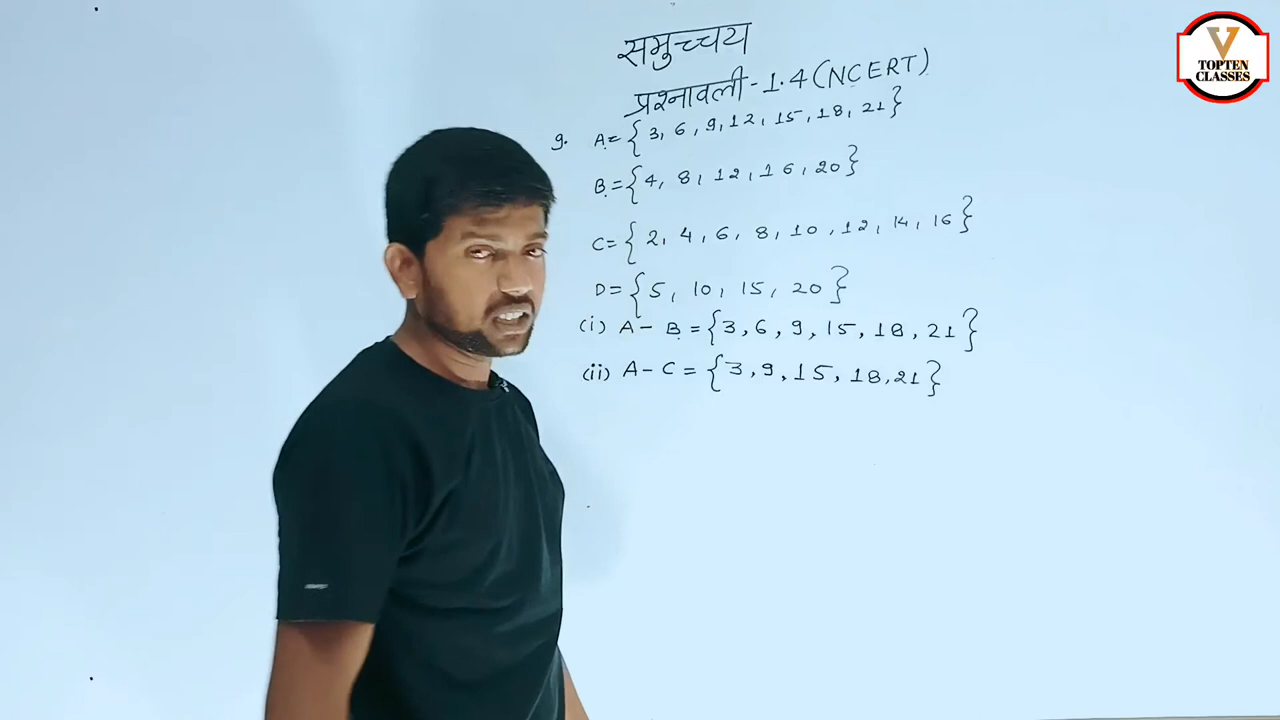 समुच्चय
प्रश्नावली-1.4(NCERT)
9. A={3, 6, 9, 12, 15, 18, 21}
B={4, 8, 12, 16, 20}
C={2, 4, 6, 8, 10, 12, 14, 16}
D={5, 10, 15, 20}
(i) A - B = {3, 6, 9, 15, 18, 21}
(ii) A - C = {3, 9, 15, 18, 21}
V
TOPTEN
CLASSES